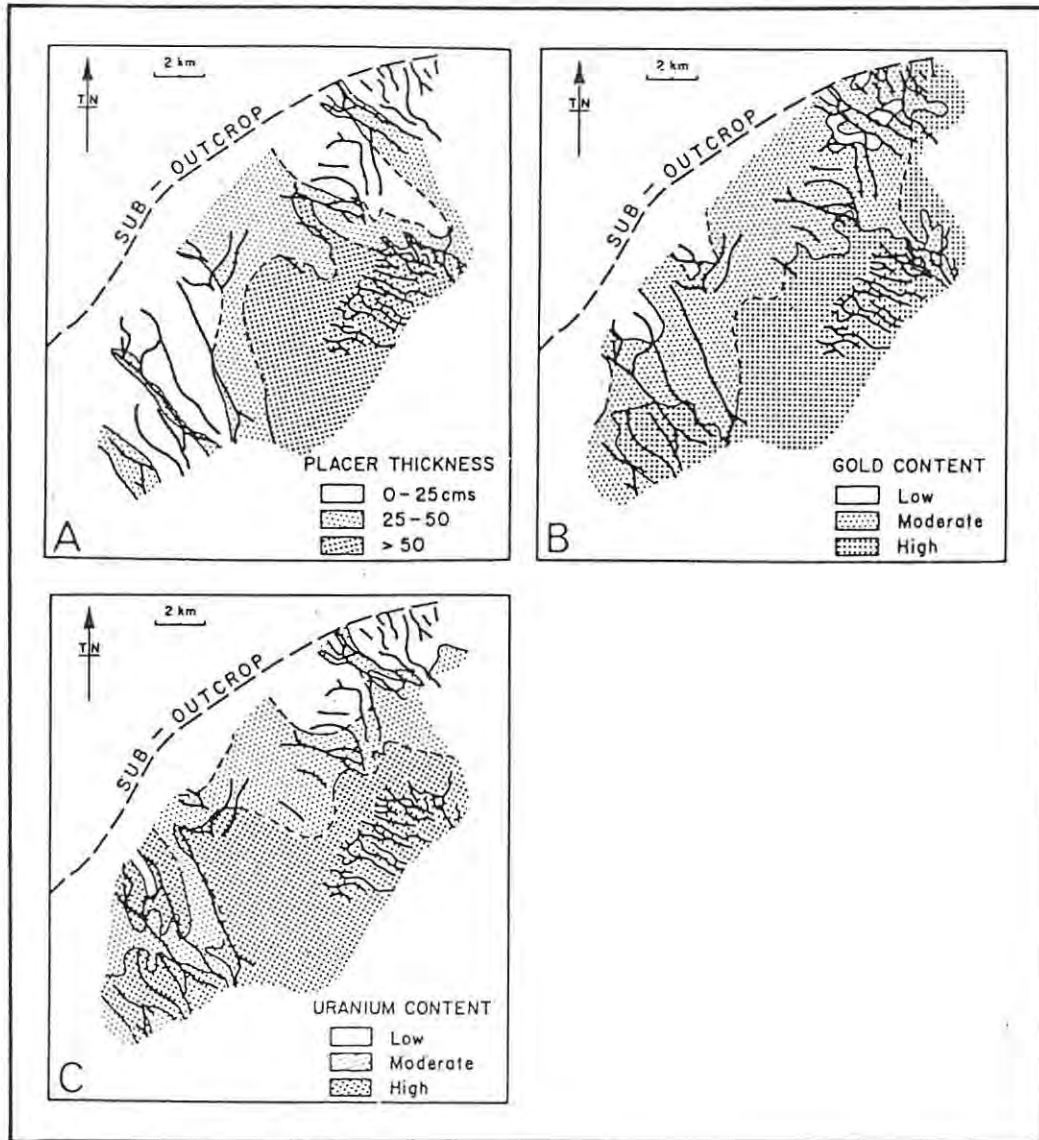 2 km
TN
SUB - OUTCROP
PLACER THICKNESS
0-25cms
25-50
> 50
A
2 km
TN
SUB - OUTCROP
GOLD CONTENT
Low
Moderate
High
B
2 km
TN
SUB - OUTCROP
URANIUM CONTENT
Low
Moderate
High
C